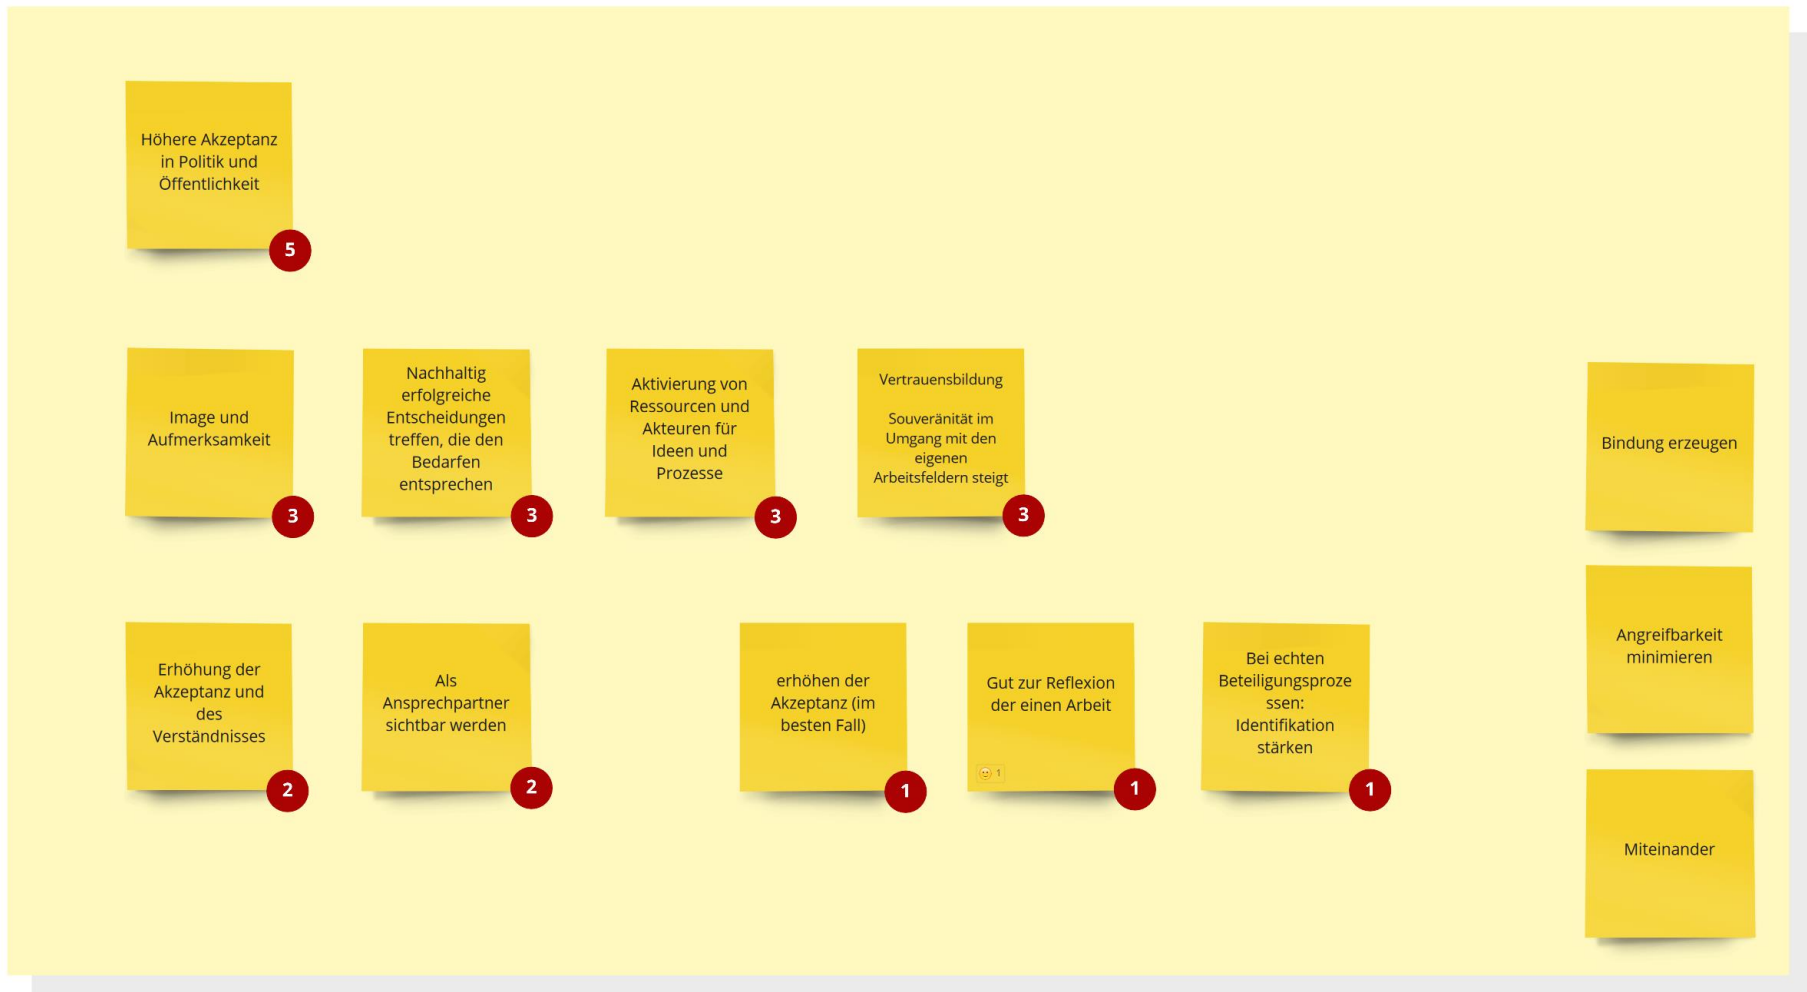 Höhere Akzeptanz
in Politik und
Öffentlichkeit
5
Image und
Aufmerksamkeit
3
Nachhaltig
erfolgreiche
Entscheidungen
treffen, die den
Bedarfen
entsprechen
3
Aktivierung von
Ressourcen und
Akteuren für
Ideen und
Prozesse
3
Vertrauensbildung
Souveränität im
Umgang mit den
eigenen
Arbeitsfeldern steigt
3
Bindung erzeugen
Angreifbarkeit
minimieren
Erhöhung der
Akzeptanz und
des
Verständnisses
2
Als
Ansprechpartner
sichtbar werden
2
erhöhen der
Akzeptanz (im
besten Fall)
1
Gut zur Reflexion
der einen Arbeit
1
1
Bei echten
Beteiligungsproze
ssen:
Identifikation
stärken
1
Miteinander